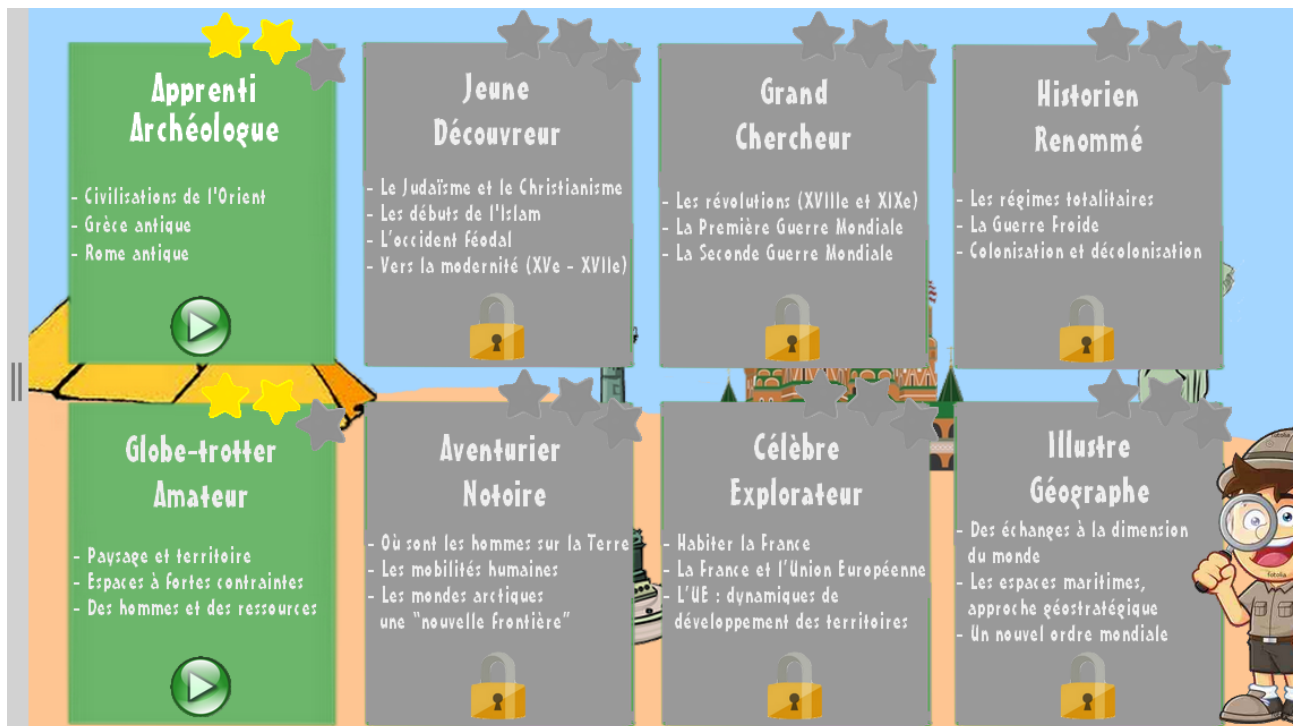 Apprenti
Archéologue
- Civilisations de l'Orient
- Grèce antique
- Rome antique
Jeune
Découvreur
- Le Judaïsme et le Christianisme
- Les débuts de l'Islam
- L'occident féodal
- Vers la modernité (XVe - XVIIe)
Grand
Chercheur
- Les révolutions (XVIIIe et XIXe)
- La Première Guerre Mondiale
- La Seconde Guerre Mondiale
Historien
Renommé
- Les régimes totalitaires
- La Guerre Froide
- Colonisation et décolonisation
Globe-trotter
Amateur
- Paysage et territoire
- Espaces à fortes contraintes
- Des hommes et des ressources
Aventurier
Notoire
- Où sont les hommes sur la Terre
- Les mobilités humaines
- Les mondes arctiques
une "nouvelle frontière"
Célèbre
Explorateur
- Habiter la France
- La France et l'Union Européenne
- L'UE : dynamiques de
développement des territoires
Illustre
Géographe
- Des échanges à la dimension
du monde
- Les espaces maritimes,
approche géostratégique
- Un nouvel ordre mondiale
fotolia
fotolia